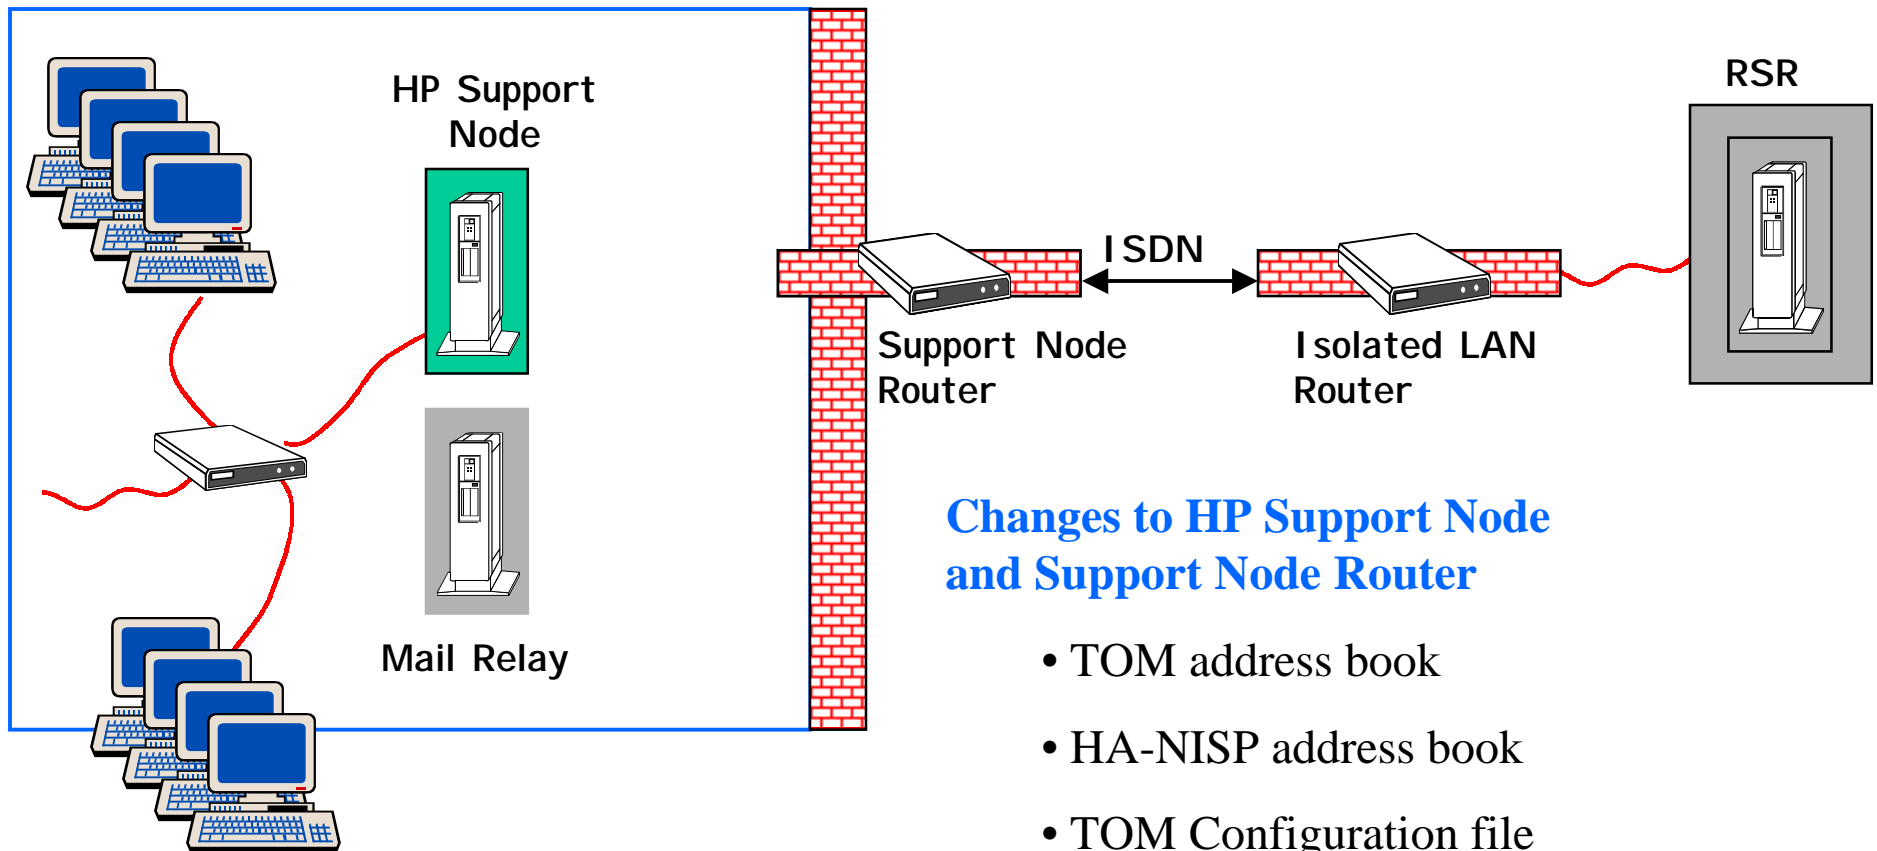 HP Support
Node
RSR
ISDN
Support Node
Router
Isolated LAN
Router
Mail Relay
Changes to HP Support Node
and Support Node Router
• TOM address book
• HA-NISP address book
• TOM Configuration file